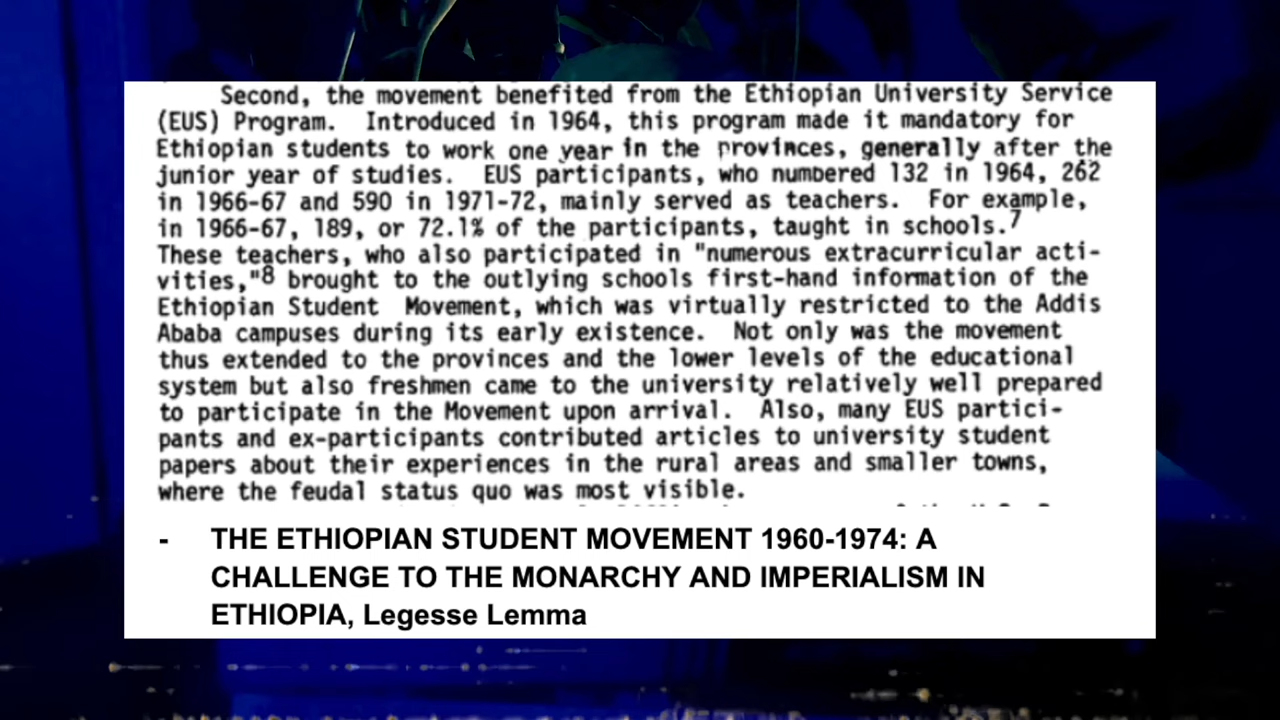 Second, the movement benefited from the Ethiopian University Service
(EUS) Program. Introduced in 1964, this program made it mandatory for
Ethiopian students to work one year in the provinces, generally after the
junior year of studies. EUS participants, who numbered 132 in 1964, 262
in 1966-67 and 590 in 1971-72, mainly served as teachers. For example,
in 1966-67, 189, or 72.1% of the participants, taught in schools.7
These teachers, who also participated in "numerous extracurricular acti-
vities,"8 brought to the outlying schools first-hand information of the
Ethiopian Student Movement, which was virtually restricted to the Addis
Ababa campuses during its early existence. Not only was the movement
thus extended to the provinces and the lower levels of the educational
system but also freshmen came to the university relatively well prepared
to participate in the Movement upon arrival. Also, many EUS partici-
pants and ex-participants contributed articles to university student
papers about their experiences in the rural areas and smaller towns,
where the feudal status quo was most visible.
- THE ETHIOPIAN STUDENT MOVEMENT 1960-1974: A
CHALLENGE TO THE MONARCHY AND IMPERIALISM IN
ETHIOPIA, Legesse Lemma